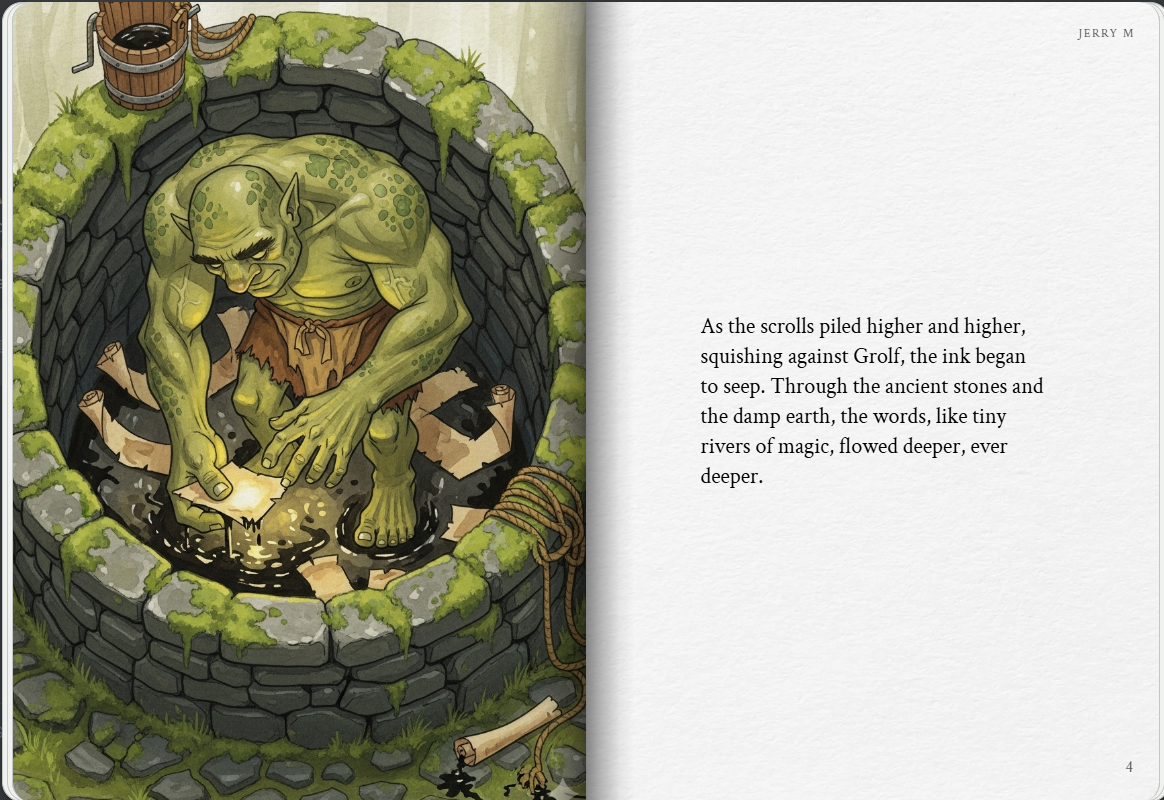 JERRY M
As the scrolls piled higher and higher,
squishing against Grolf, the ink began
to seep. Through the ancient stones and
the damp earth, the words, like tiny
rivers of magic, flowed deeper, ever
deeper.
4